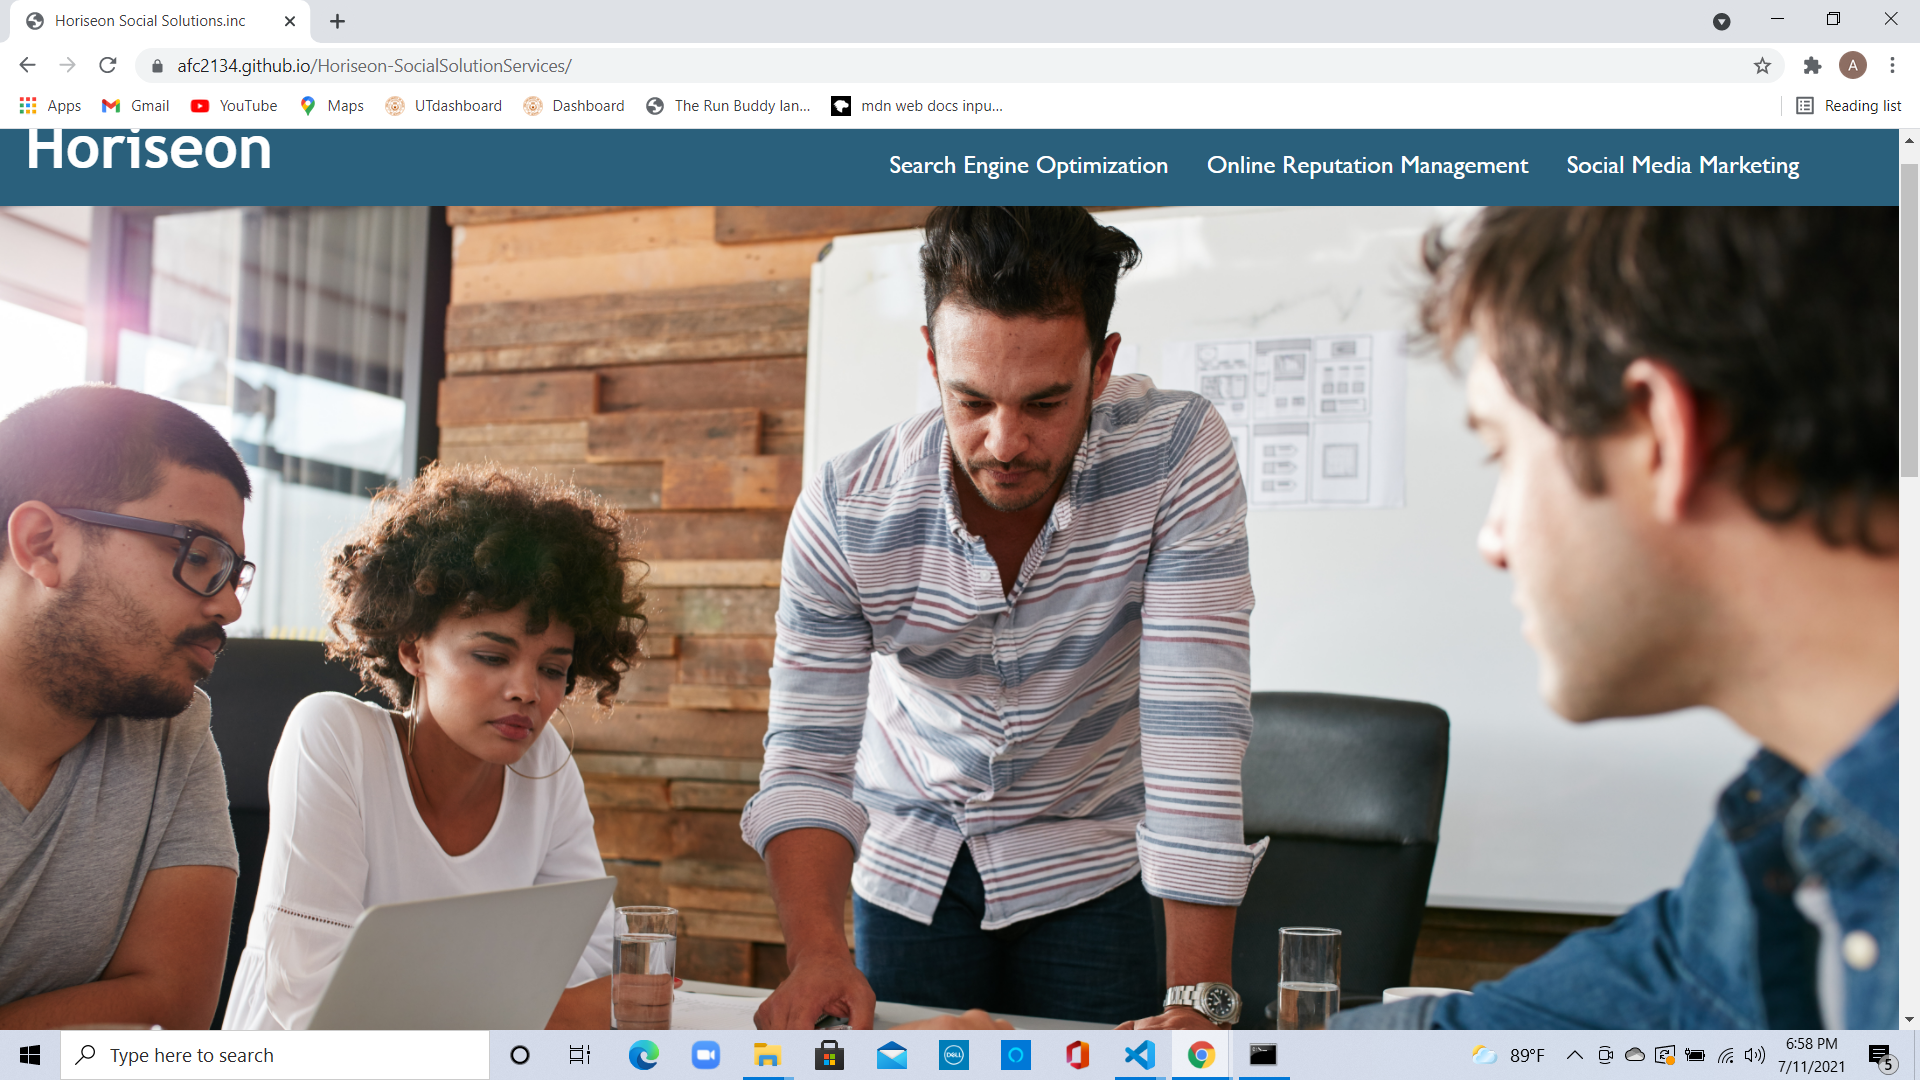 Horiseon Social Solutions.inc
afc2134.github.io/Horiseon-SocialSolutionServices/
A
Apps Gmail YouTube Maps UTdashboard Dashboard The Run Buddy lan... mdn web docs inpu... Reading list
Horiseon
Search Engine Optimization Online Reputation Management Social Media Marketing
Type here to search
DELL
89°F
6:58 PM
7/11/2021
5